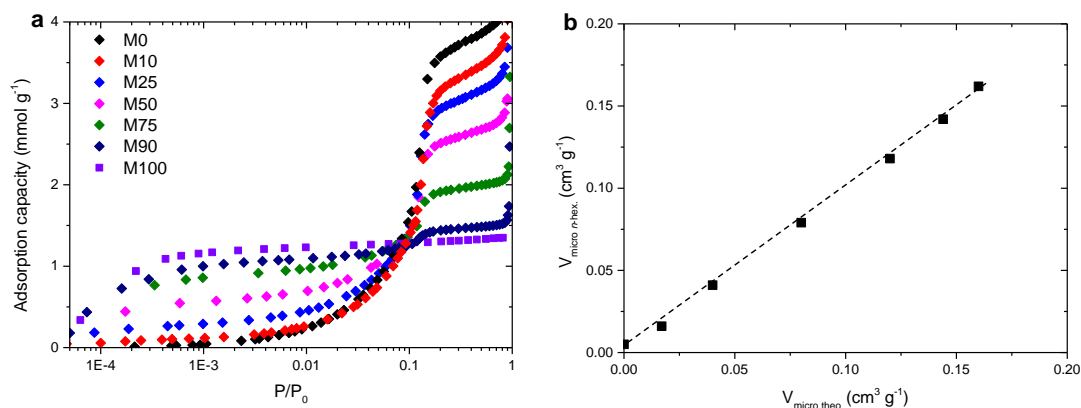 a
Adsorption capacity (mmol g⁻¹)
4
3
2
1
0
M0
M10
M25
M50
M75
M90
M100
1E-4
1E-3
0.01
0.1
1
P/P₀
b
V micro n-hex. (cm³ g⁻¹)
0.20
0.15
0.10
0.05
0.00
0.00
0.05
0.10
0.15
0.20
V micro theo (cm³ g⁻¹)